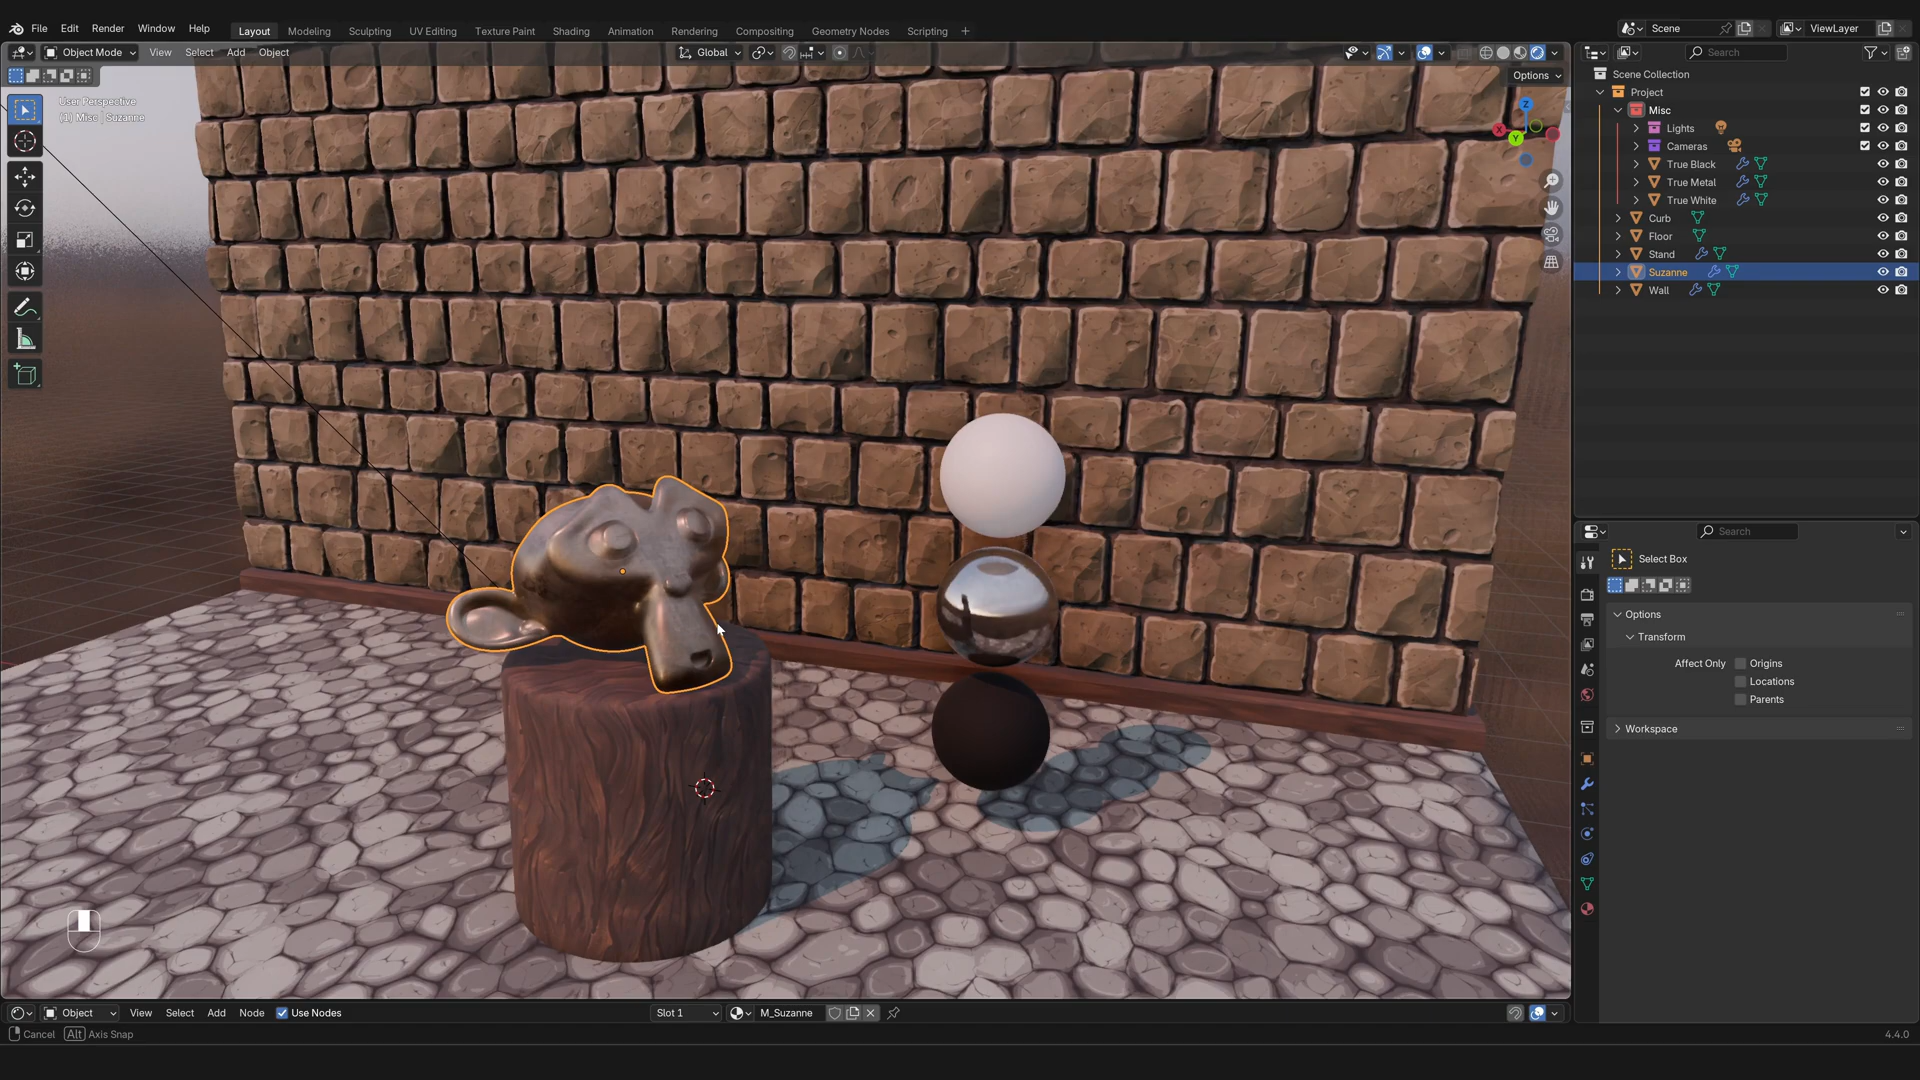 File Edit Render Window Help Layout Modeling Sculpting UV Editing Texture Paint Shading Animation Rendering Compositing Geometry Nodes Scripting + Scene ViewLayer
Object Mode View Select Add Object Global Search
Options
User Perspective
(1) Misc | Suzanne
Z
X
Y
Scene Collection
Project
Misc
Lights
Cameras
True Black
True Metal
True White
Curb
Floor
Stand
Suzanne
Wall
Search
Select Box
Options
Transform
Affect Only Origins
Locations
Parents
Workspace
Object View Select Add Node Use Nodes Slot 1 M_Suzanne
Cancel Alt Axis Snap 4.4.0